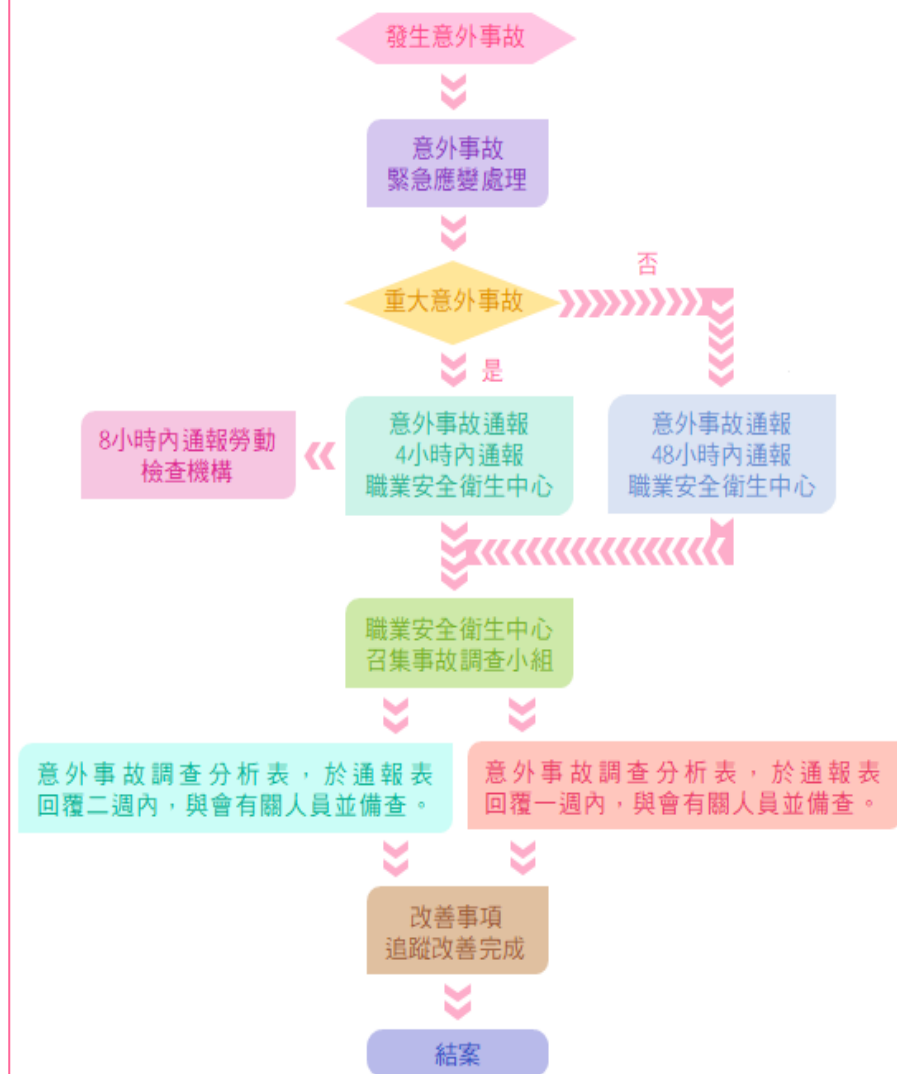 發生意外事故
意外事故
緊急應變處理
否
重大意外事故
是
8小時內通報勞動
檢查機構
意外事故通報
4小時內通報
職業安全衛生中心
意外事故通報
48小時內通報
職業安全衛生中心
職業安全衛生中心
召集事故調查小組
意外事故調查分析表，於通報表
回覆二週內，與會有關人員並備查。
意外事故調查分析表，於通報表
回覆一週內，與會有關人員並備查。
改善事項
追蹤改善完成
結案